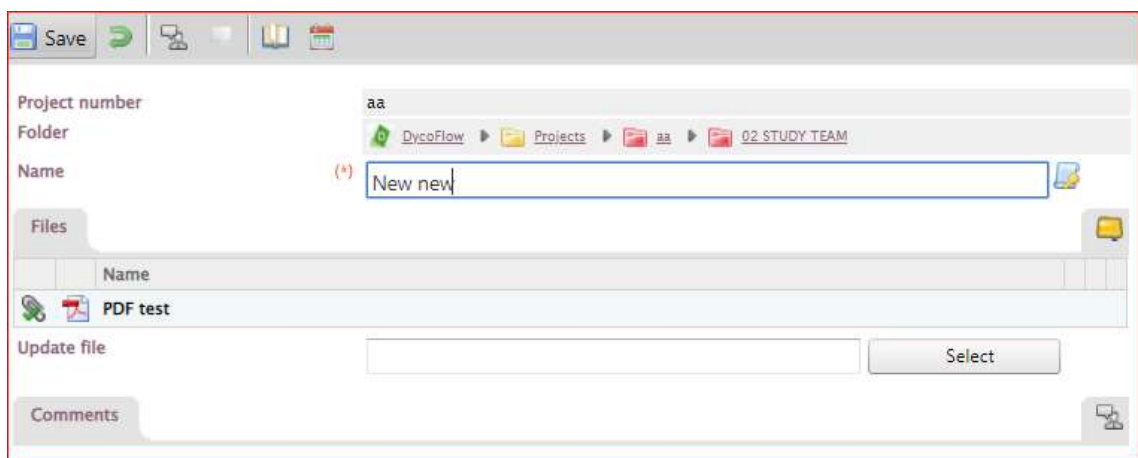 Save
Project number aa
Folder DycoFlow Projects aa 02 STUDY TEAM
Name (*) New new
Files
Name
PDF test
Update file Select
Comments